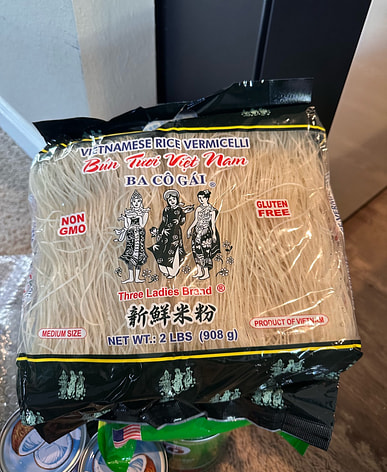 VIETNAMESE RICE VERMICELLI
Bún Tươi Việt Nam
BA CÔ GÁI ®
NON
GMO
GLUTEN
FREE
Three Ladies Brand ®
新鮮米粉
MEDIUM SIZE
PRODUCT OF VIETNAM
NET WT.: 2 LBS (908 g)